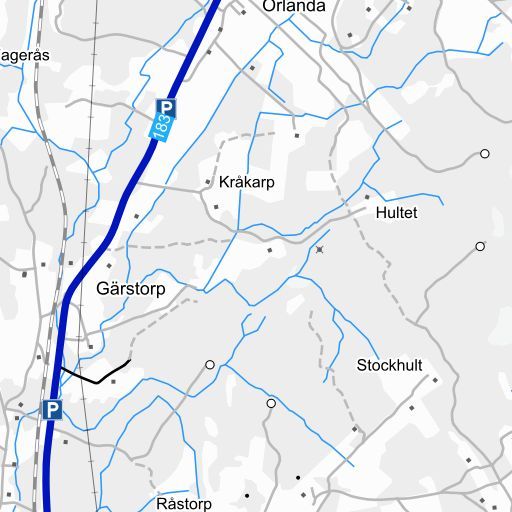 Orlanda
agerås
P
183
Kråkarp
Hultet
Gärstorp
Stockhult
P
Råstorp